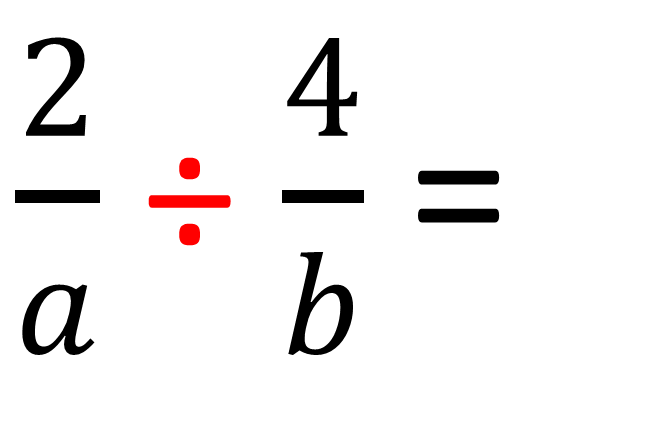 2/a ÷ 4/b =